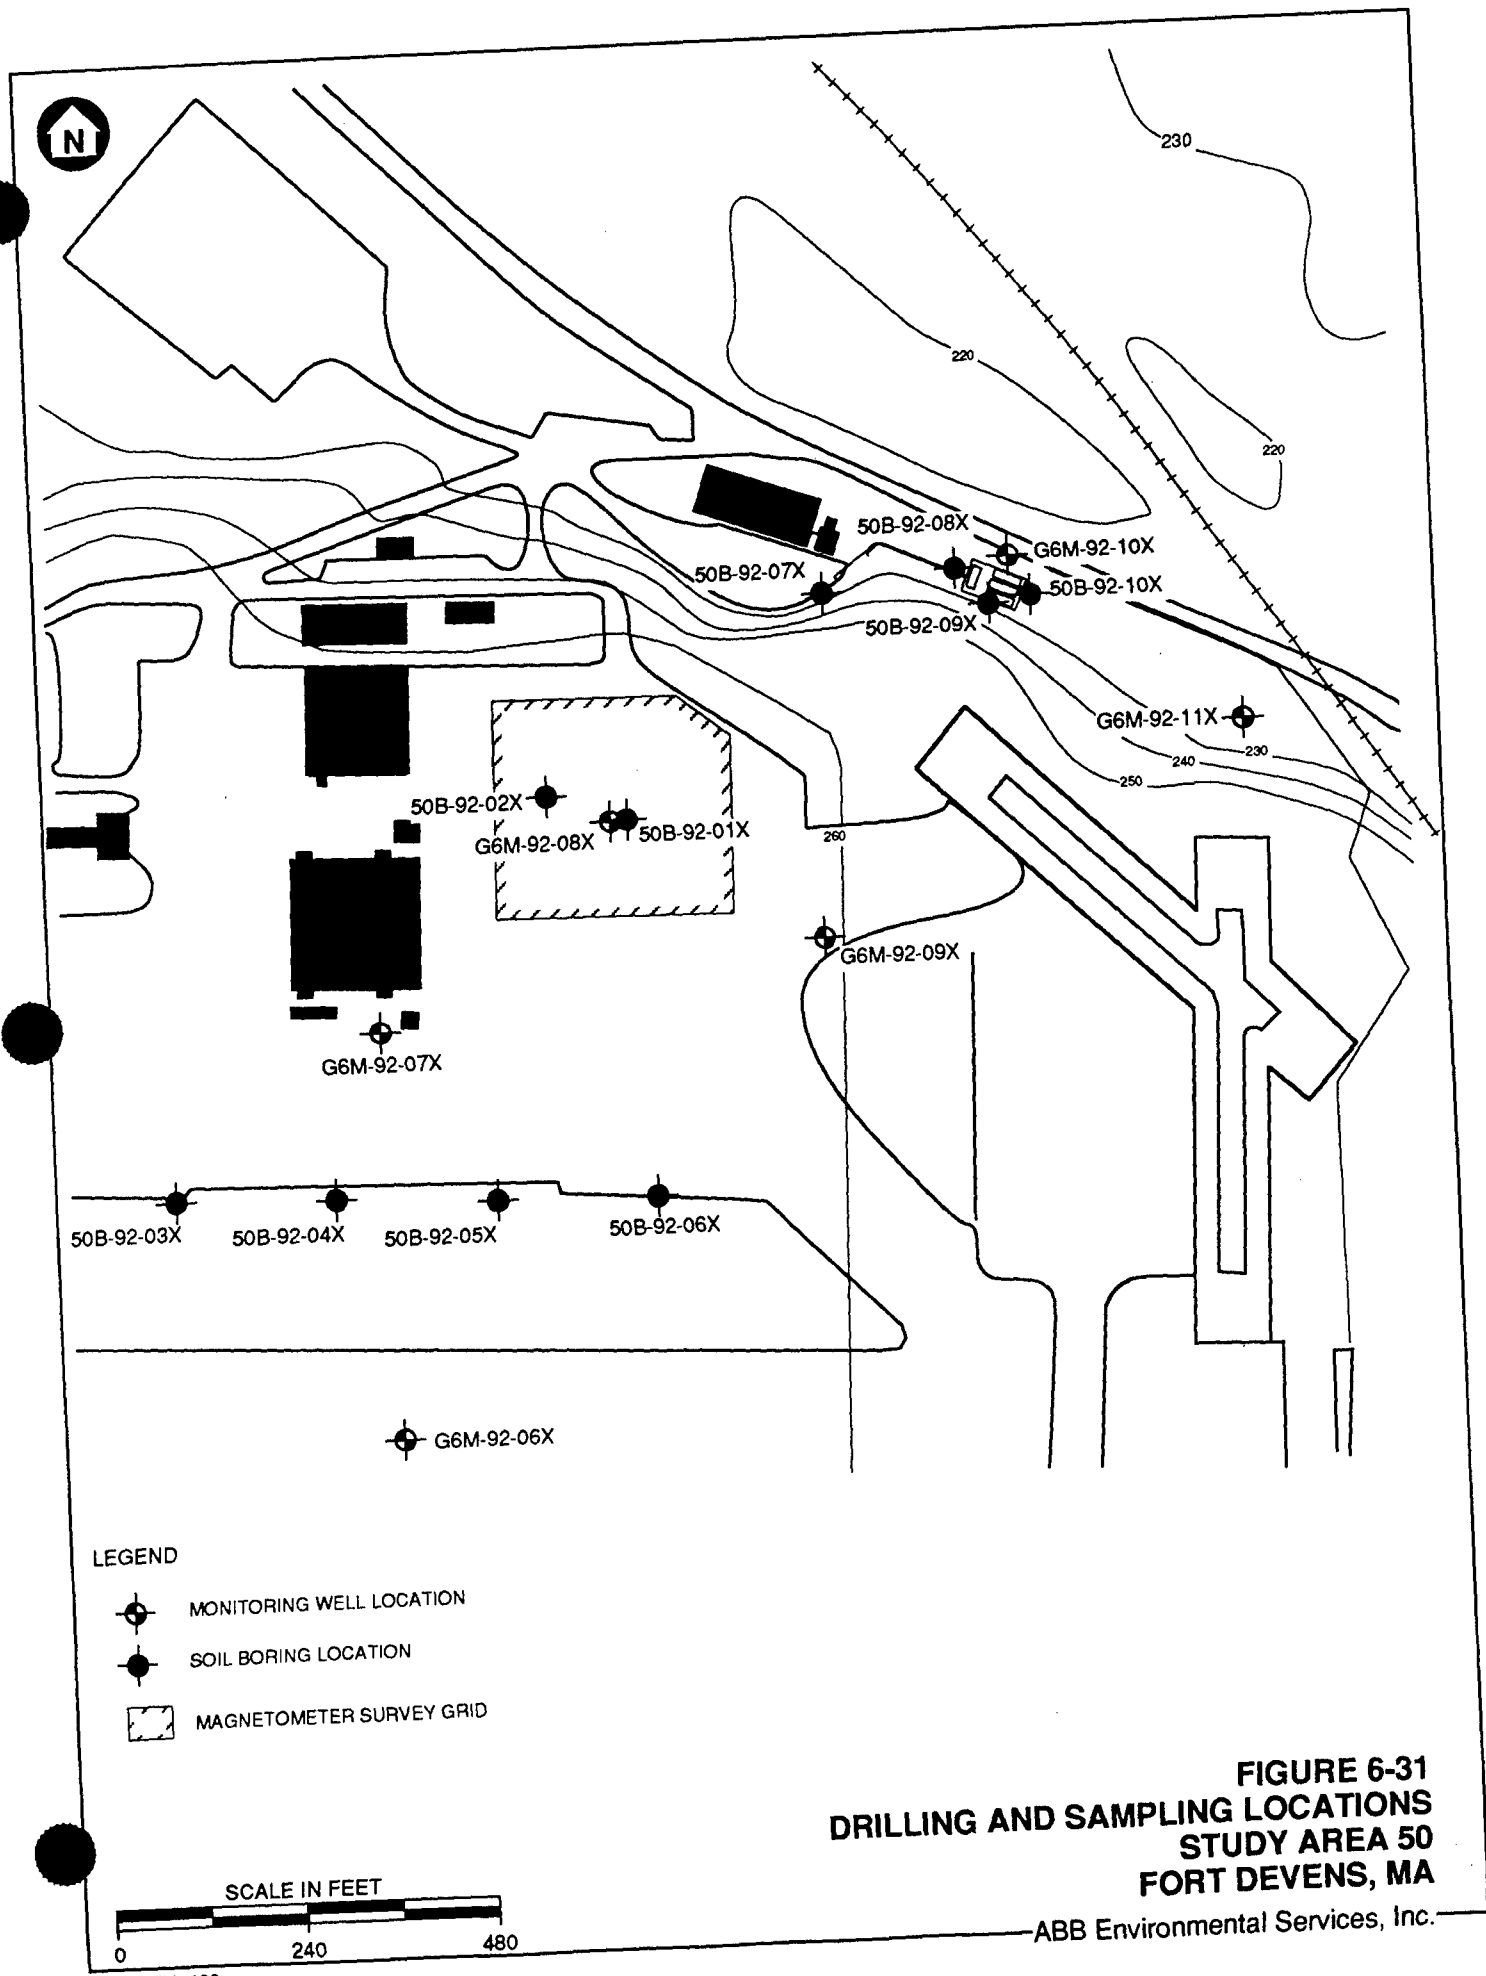 N
230
220
220
50B-92-08X
G6M-92-10X
50B-92-07X
50B-92-10X
50B-92-09X
G6M-92-11X
230
240
250
50B-92-02X
G6M-92-08X
50B-92-01X
260
G6M-92-09X
G6M-92-07X
50B-92-03X
50B-92-04X
50B-92-05X
50B-92-06X
G6M-92-06X
LEGEND
MONITORING WELL LOCATION
SOIL BORING LOCATION
MAGNETOMETER SURVEY GRID
FIGURE 6-31
DRILLING AND SAMPLING LOCATIONS
STUDY AREA 50
FORT DEVENS, MA
SCALE IN FEET
0 240 480
ABB Environmental Services, Inc.